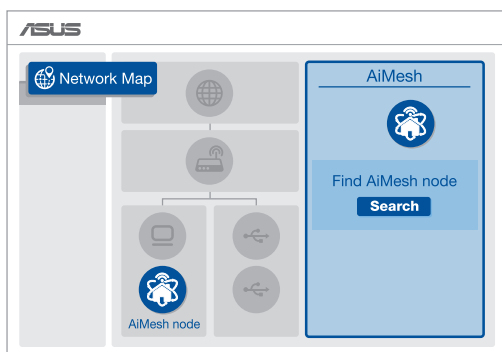 ASUS
Network Map
AiMesh
Find AiMesh node
Search
AiMesh node